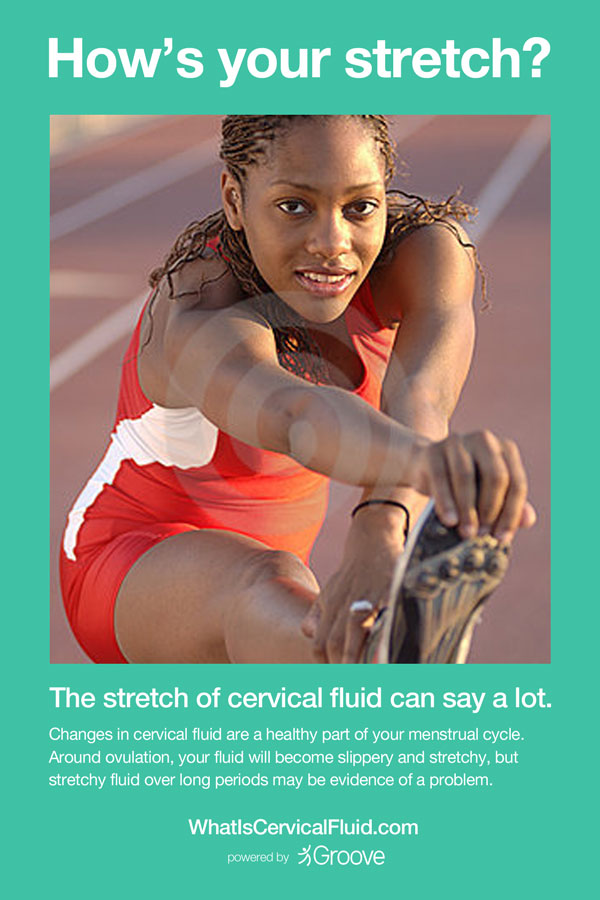 How’s your stretch?
The stretch of cervical fluid can say a lot.
Changes in cervical fluid are a healthy part of your menstrual cycle.
Around ovulation, your fluid will become slippery and stretchy, but
stretchy fluid over long periods may be evidence of a problem.
WhatIsCervicalFluid.com
powered by Groove